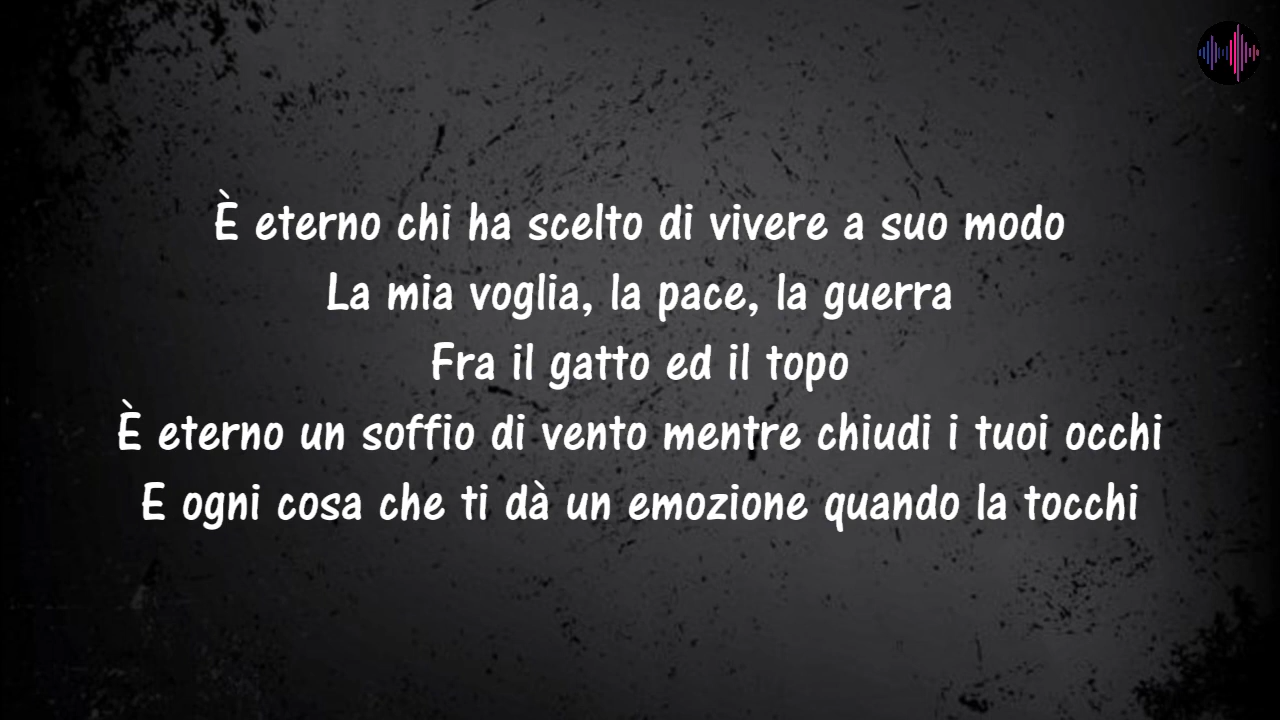 È eterno chi ha scelto di vivere a suo modo
La mia voglia, la pace, la guerra
Fra il gatto ed il topo
È eterno un soffio di vento mentre chiudi i tuoi occhi
E ogni cosa che ti dà un emozione quando la tocchi